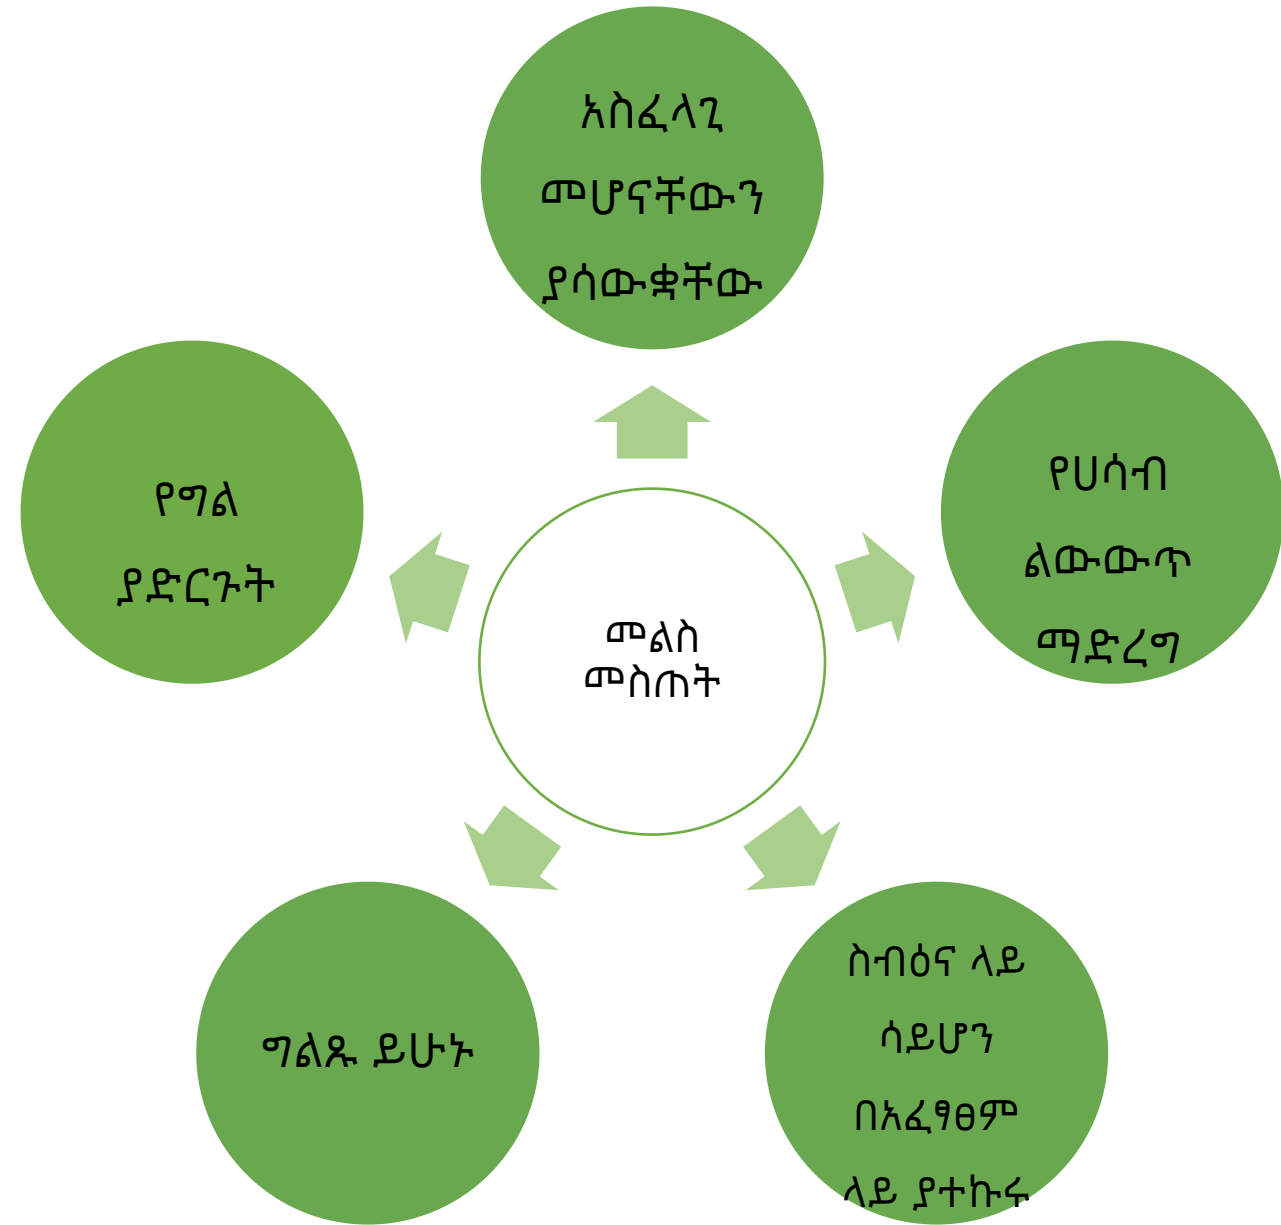 አስፈላጊ
መሆናቸውን
ያሳውቋቸው
የሀሳብ
ልውውጥ
ማድረግ
ስብዕና ላይ
ሳይሆን
በአፈፃፀም
ላይ ያተኩሩ
ግልጹ ይሁኑ
የግል
ያድርጉት
መልስ
መስጠት